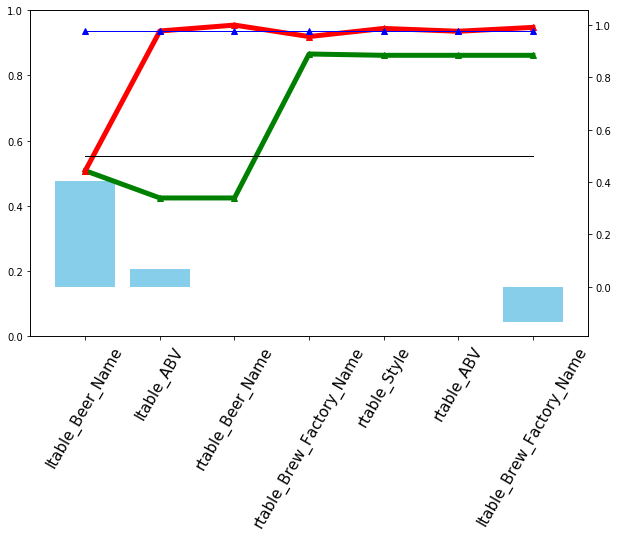 1.0
0.8
0.6
0.4
0.2
0.0
1.0
0.8
0.6
0.4
0.2
0.0
ltable_Beer_Name
ltable_ABV
rtable_Beer_Name
rtable_Brew_Factory_Name
rtable_Style
rtable_ABV
ltable_Brew_Factory_Name